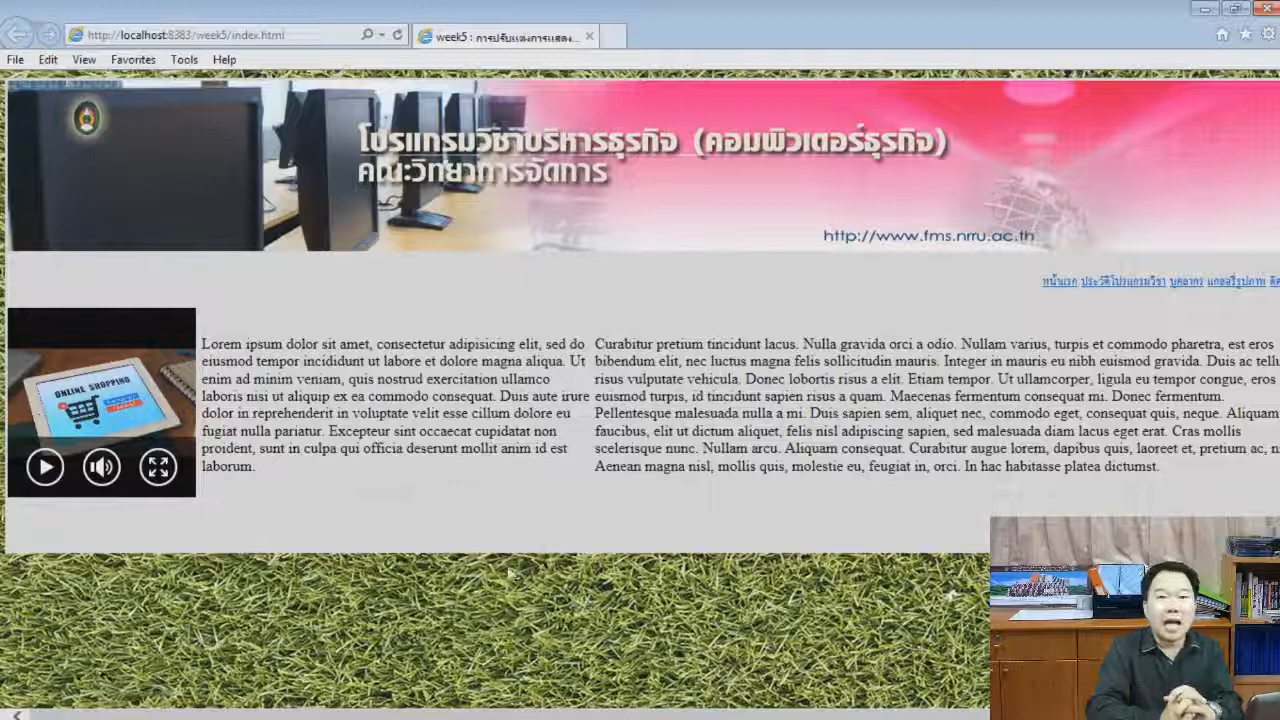 http://localhost:8383/week5/index.html
week5 : การปรับแต่งการแสดง...
File Edit View Favorites Tools Help
โปรแกรมวิชาบริหารธุรกิจ (คอมพิวเตอร์ธุรกิจ)
คณะวิทยาการจัดการ
http://www.fms.nrru.ac.th
หน้าแรก ประวัติโปรแกรมวิชา บุคลากร แกลอรี่รูปภาพ ติด
ONLINE SHOPPING
Lorem ipsum dolor sit amet, consectetur adipisicing elit, sed do
eiusmod tempor incididunt ut labore et dolore magna aliqua. Ut
enim ad minim veniam, quis nostrud exercitation ullamco
laboris nisi ut aliquip ex ea commodo consequat. Duis aute irure
dolor in reprehenderit in voluptate velit esse cillum dolore eu
fugiat nulla pariatur. Excepteur sint occaecat cupidatat non
proident, sunt in culpa qui officia deserunt mollit anim id est
laborum.
Curabitur pretium tincidunt lacus. Nulla gravida orci a odio. Nullam varius, turpis et commodo pharetra, est eros
bibendum elit, nec luctus magna felis sollicitudin mauris. Integer in mauris eu nibh euismod gravida. Duis ac tellu
risus vulputate vehicula. Donec lobortis risus a elit. Etiam tempor. Ut ullamcorper, ligula eu tempor congue, eros
euismod turpis, id tincidunt sapien risus a quam. Maecenas fermentum consequat mi. Donec fermentum.
Pellentesque malesuada nulla a mi. Duis sapien sem, aliquet nec, commodo eget, consequat quis, neque. Aliquam
faucibus, elit ut dictum aliquet, felis nisl adipiscing sapien, sed malesuada diam lacus eget erat. Cras mollis
scelerisque nunc. Nullam arcu. Aliquam consequat. Curabitur augue lorem, dapibus quis, laoreet et, pretium ac, n
Aenean magna nisl, mollis quis, molestie eu, feugiat in, orci. In hac habitasse platea dictumst.